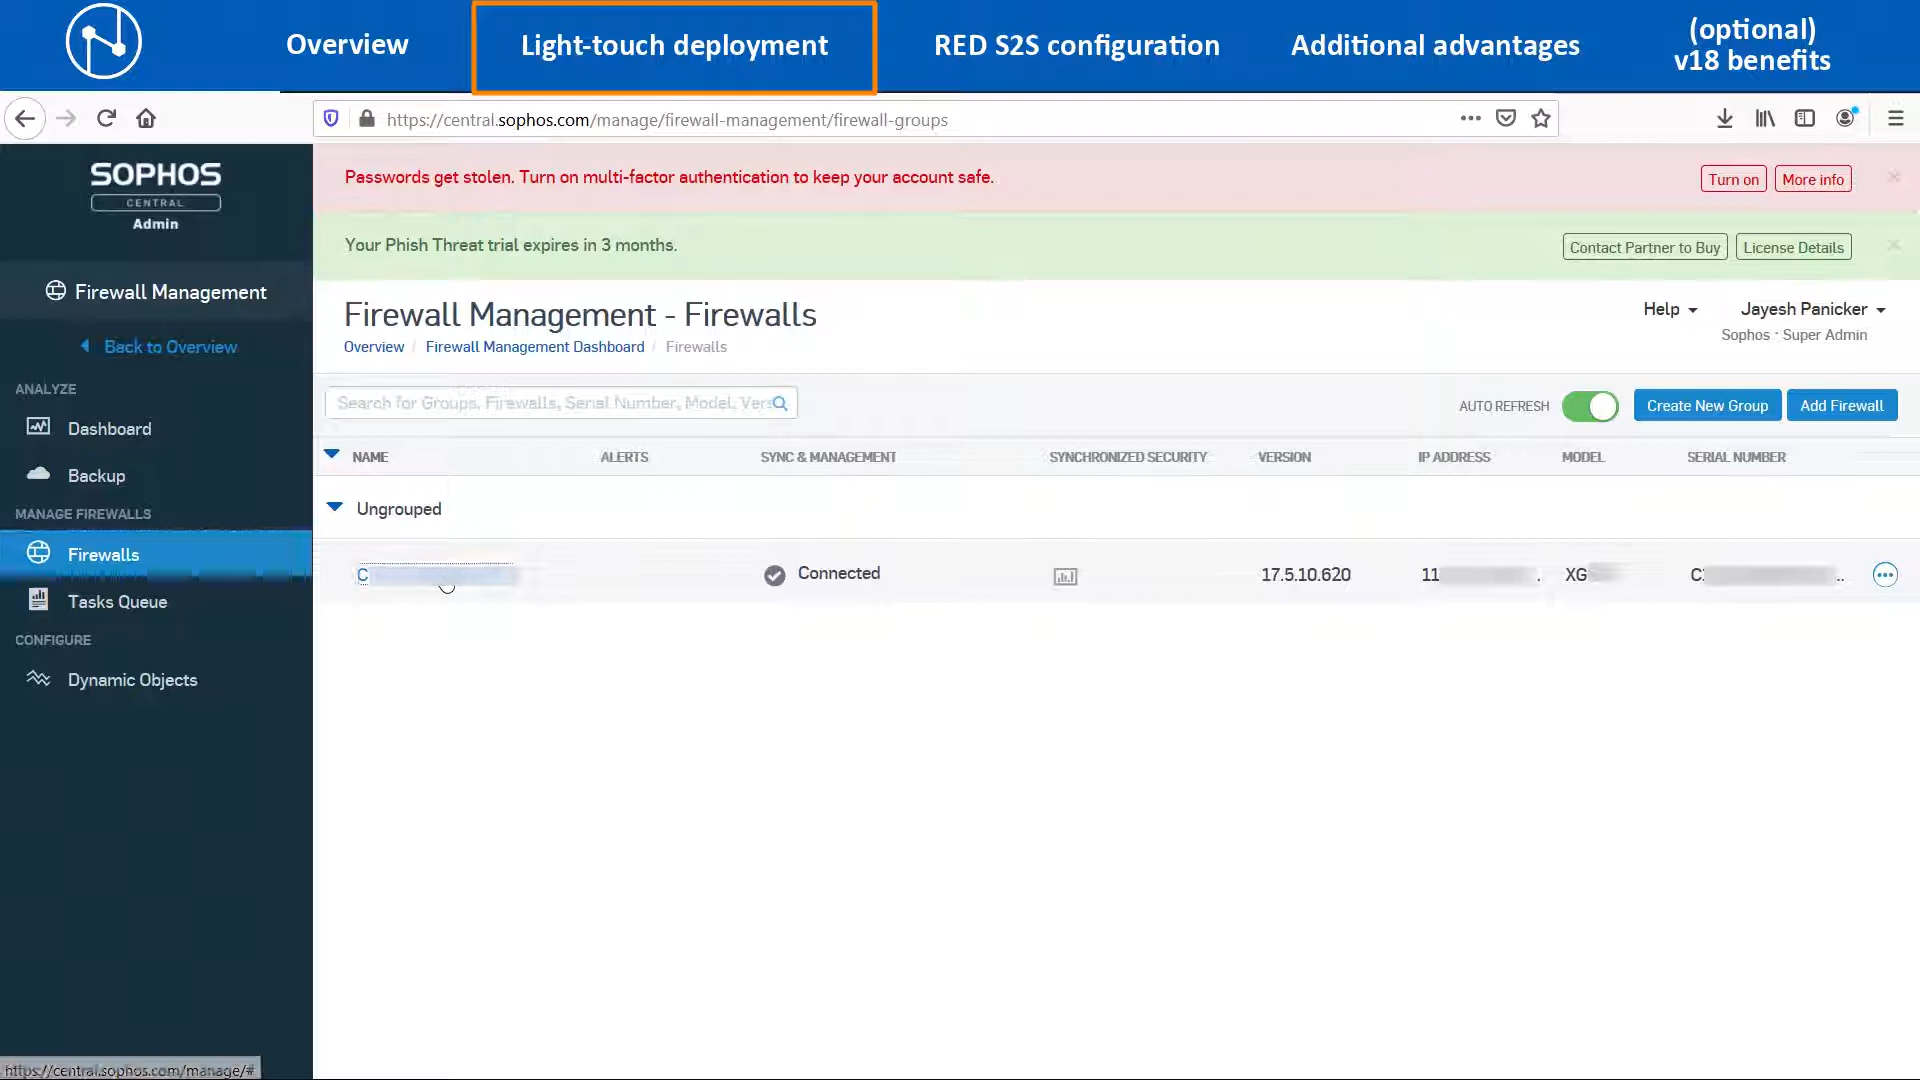 Overview
Light-touch deployment
RED S2S configuration
Additional advantages
(optional)
v18 benefits
https://central.sophos.com/manage/firewall-management/firewall-groups
SOPHOS
CENTRAL
Admin
Passwords get stolen. Turn on multi-factor authentication to keep your account safe.
Turn on
More info
Your Phish Threat trial expires in 3 months.
Contact Partner to Buy
License Details
Firewall Management
Back to Overview
ANALYZE
Dashboard
Backup
MANAGE FIREWALLS
Firewalls
Tasks Queue
CONFIGURE
Dynamic Objects
Firewall Management - Firewalls
Overview / Firewall Management Dashboard / Firewalls
Help
Jayesh Panicker
Sophos · Super Admin
Search for Groups, Firewalls, Serial Number, Model, Vers
AUTO REFRESH
Create New Group
Add Firewall
NAME ALERTS SYNC & MANAGEMENT SYNCHRONIZED SECURITY VERSION IP ADDRESS MODEL SERIAL NUMBER
Ungrouped
C Connected 17.5.10.620 11 . XG C: ..
https://central.sophos.com/manage/#